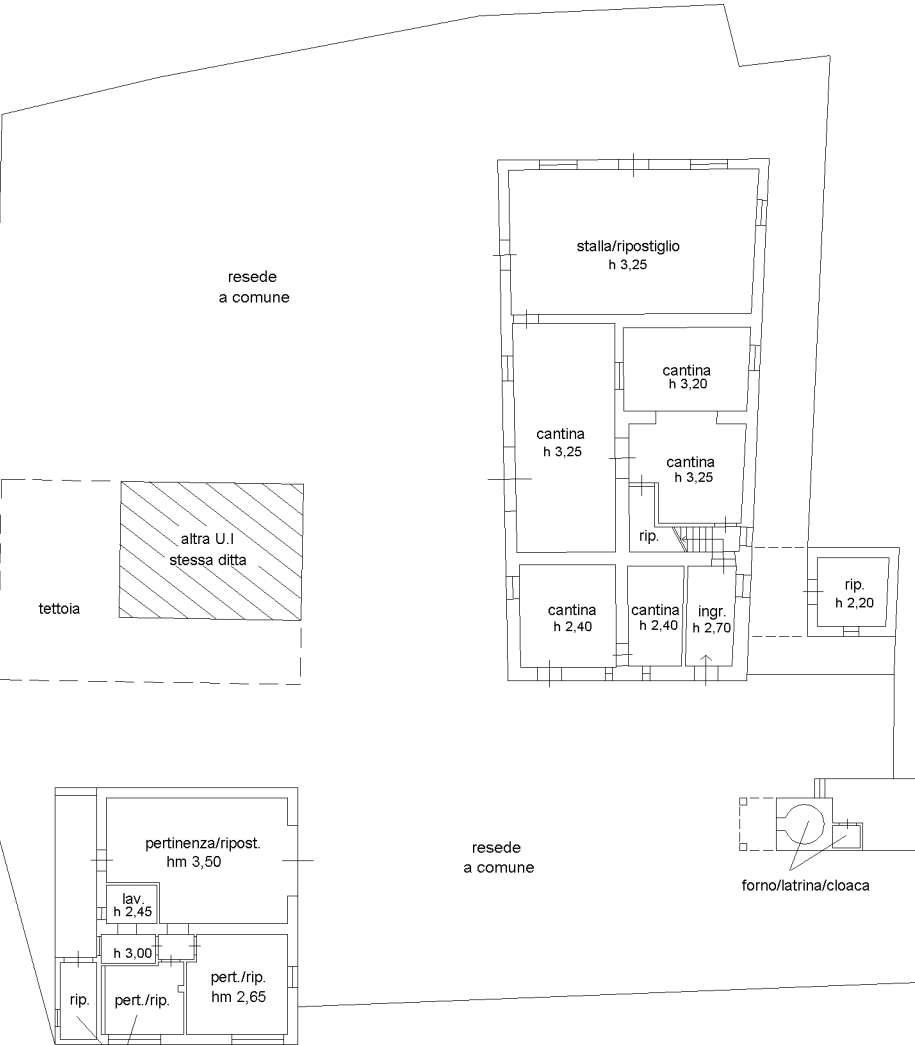 stalla/ripostiglio
h 3,25
resede
a comune
cantina
h 3,20
cantina
h 3,25
cantina
h 3,25
altra U.I
stessa ditta
rip.
tettoia
cantina
h 2,40
cantina
h 2,40
ingr.
h 2,70
rip.
h 2,20
pertinenza/ripost.
hm 3,50
resede
a comune
forno/latrina/cloaca
lav.
h 2,45
h 3,00
pert./rip.
hm 2,65
rip.
pert./rip.